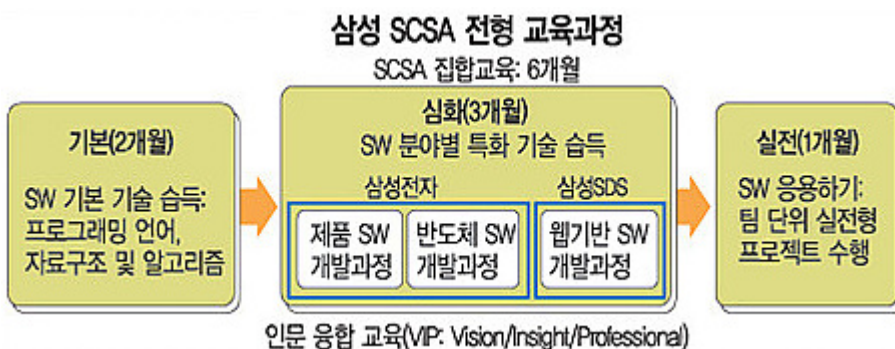 삼성 SCSA 전형 교육과정
SCSA 집합교육: 6개월
기본(2개월)
SW 기본 기술 습득:
프로그래밍 언어,
자료구조 및 알고리즘
심화(3개월)
SW 분야별 특화 기술 습득
삼성전자
제품 SW
개발과정
반도체 SW
개발과정
삼성SDS
웹기반 SW
개발과정
실전(1개월)
SW 응용하기:
팀 단위 실전형
프로젝트 수행
인문 융합 교육(VIP: Vision/Insight/Professional)